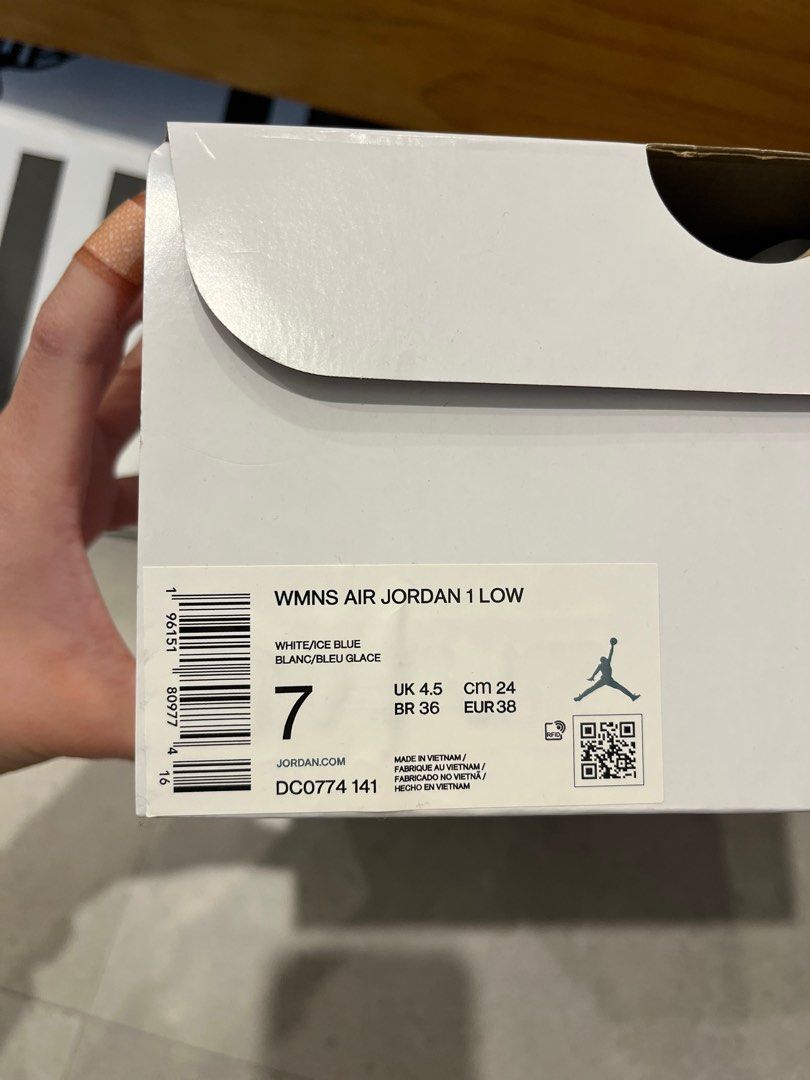 WMNS AIR JORDAN 1 LOW
WHITE/ICE BLUE
BLANC/BLEU GLACE
7
UK 4.5 cm 24
BR 36 EUR 38
JORDAN.COM
DC0774 141
MADE IN VIETNAM /
FABRIQUE AU VIETNAM /
FABRICADO NO VIETNÃ /
HECHO EN VIETNAM
RFID
1 96151 80977 4
16